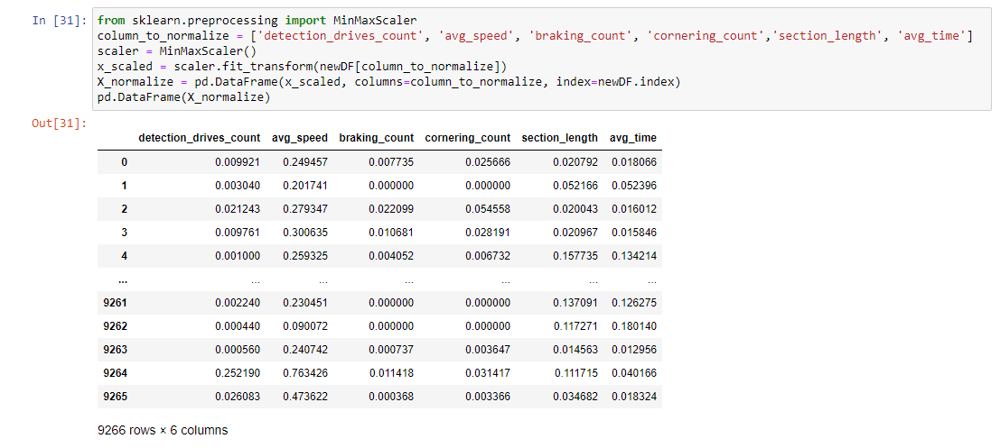 In [31]: from sklearn.preprocessing import MinMaxScaler
column_to_normalize = ['detection_drives_count', 'avg_speed', 'braking_count', 'cornering_count','section_length', 'avg_time']
scaler = MinMaxScaler()
x_scaled = scaler.fit_transform(newDF[column_to_normalize])
X_normalize = pd.DataFrame(x_scaled, columns=column_to_normalize, index=newDF.index)
pd.DataFrame(X_normalize)
Out[31]:
detection_drives_count avg_speed braking_count cornering_count section_length avg_time
0 0.009921 0.249457 0.007735 0.025666 0.020792 0.018066
1 0.003040 0.201741 0.000000 0.000000 0.052166 0.052396
2 0.021243 0.279347 0.022099 0.054558 0.020043 0.016012
3 0.009761 0.300635 0.010681 0.028191 0.020967 0.015846
4 0.001000 0.259325 0.004052 0.006732 0.157735 0.134214
... ... ... ... ... ... ...
9261 0.002240 0.230451 0.000000 0.000000 0.137091 0.126275
9262 0.000440 0.090072 0.000000 0.000000 0.117271 0.180140
9263 0.000560 0.240742 0.000737 0.003647 0.014563 0.012956
9264 0.252190 0.763426 0.011418 0.031417 0.111715 0.040166
9265 0.026083 0.473622 0.000368 0.003366 0.034682 0.018324
9266 rows × 6 columns